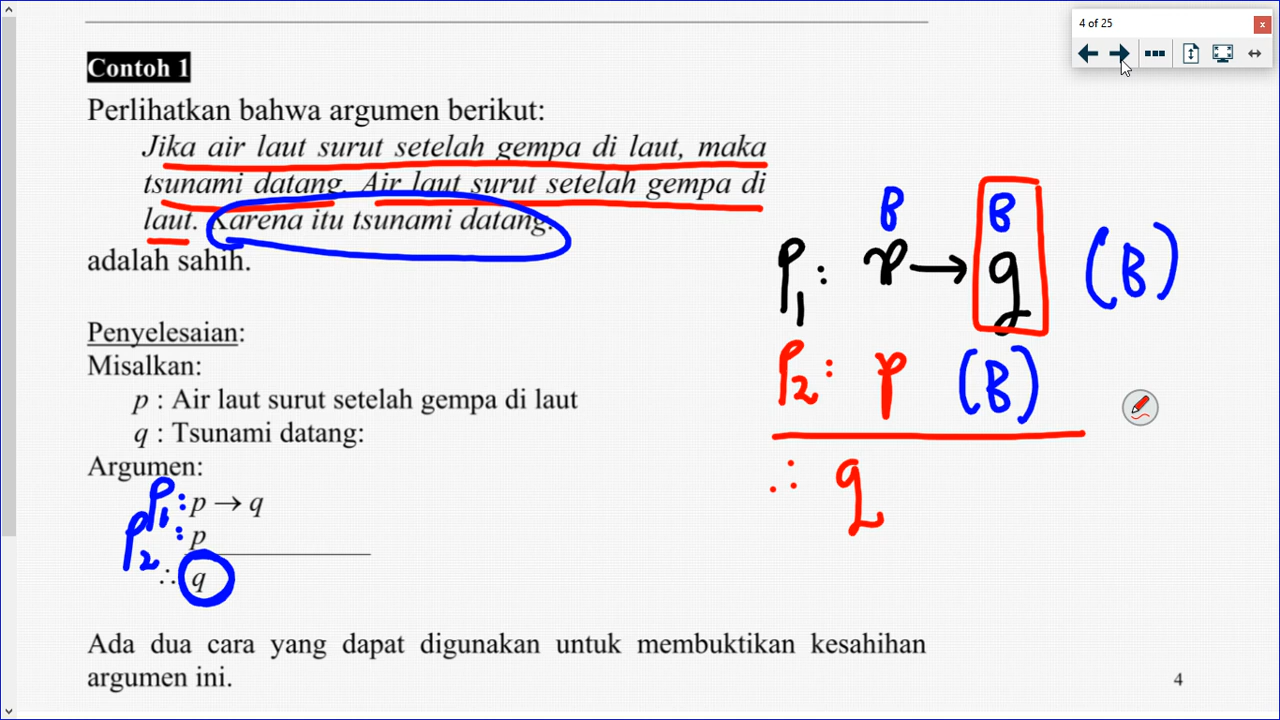 4 of 25
Contoh 1
Perlihatkan bahwa argumen berikut:
Jika air laut surut setelah gempa di laut, maka
tsunami datang. Air laut surut setelah gempa di
laut. Karena itu tsunami datang.
adalah sahih.
Penyelesaian:
Misalkan:
p : Air laut surut setelah gempa di laut
q : Tsunami datang:
Argumen:
P1: p → q
P2: p
∴ q
B B
P1: p → q (B)
P2: p (B)
∴ q
Ada dua cara yang dapat digunakan untuk membuktikan kesahihan
argumen ini.
4